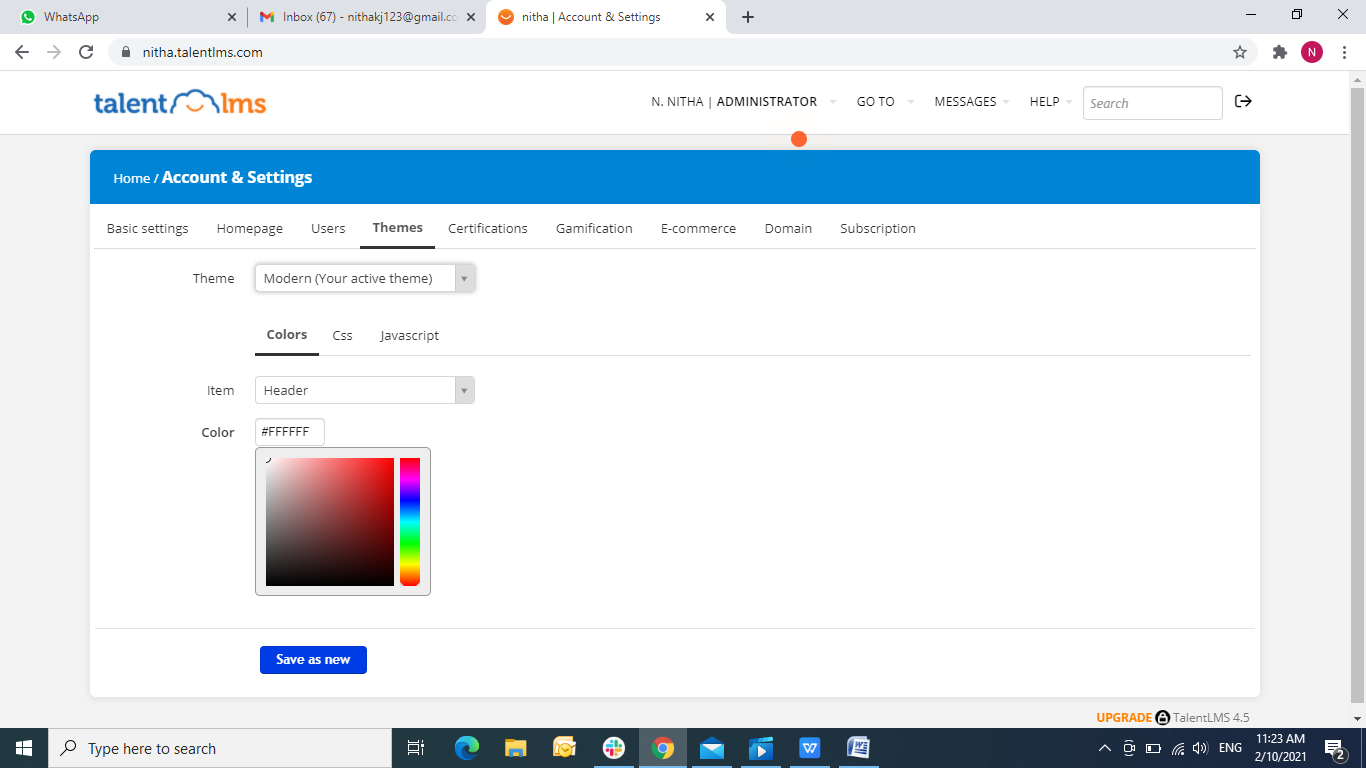 WhatsApp
Inbox (67) - nithakj123@gmail.co
nitha | Account & Settings
nitha.talentlms.com
N
talent lms
N. NITHA | ADMINISTRATOR GO TO MESSAGES HELP Search
Home / Account & Settings
Basic settings Homepage Users Themes Certifications Gamification E-commerce Domain Subscription
Theme Modern (Your active theme)
Colors Css Javascript
Item Header
Color #FFFFFF
Save as new
UPGRADE TalentLMS 4.5
Type here to search
ENG
11:23 AM
2/10/2021
2